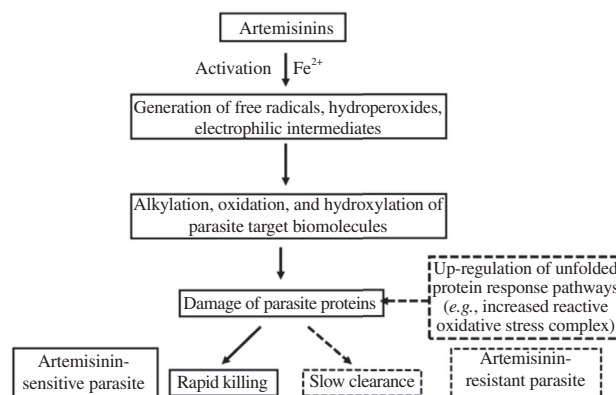 Artemisinins
Activation Fe2+
Generation of free radicals, hydroperoxides,
electrophilic intermediates
Alkylation, oxidation, and hydroxylation of
parasite target biomolecules
Up-regulation of unfolded
protein response pathways
(e.g., increased reactive
oxidative stress complex)
Damage of parasite proteins
Artemisinin-
sensitive parasite
Rapid killing
Slow clearance
Artemisinin-
resistant parasite